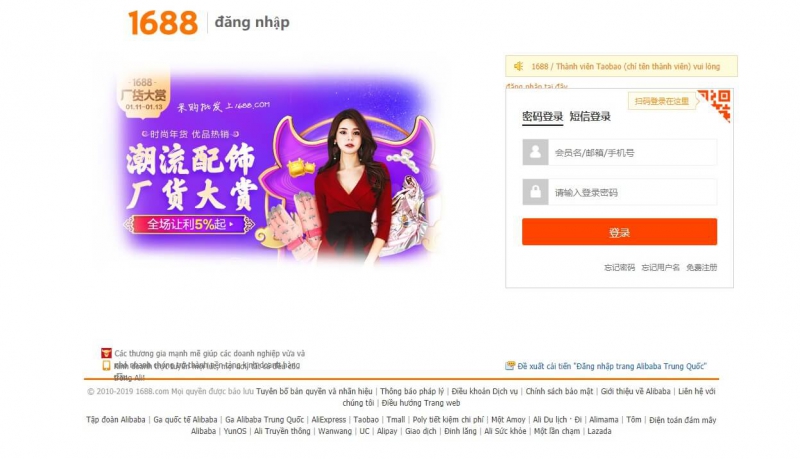 1688 đăng nhập
1688 / Thành viên Taobao (chỉ tên thành viên) vui lòng
đăng nhập tại đây
·1688·
厂货大赏
01.11-01.13
采购批发上1688.com
时尚年货 优品热销
潮流配饰
厂货大赏
全场让利5%起
扫码登录在这里
密码登录 短信登录
会员名/邮箱/手机号
请输入登录密码
登录
忘记密码 忘记用户名 免费注册
Các thương gia mạnh mẽ giúp các doanh nghiệp vừa và
Đề xuất cải tiến "Đăng nhập trang Alibaba Trung Quốc"
© 2010-2019 1688.com Mọi quyền được bảo lưu Tuyên bố bản quyền và nhãn hiệu | Thông báo pháp lý | Điều khoản Dịch vụ | Chính sách bảo mật | Giới thiệu về Alibaba | Liên hệ với
chúng tôi | Điều hướng Trang web
Tập đoàn Alibaba | Ga quốc tế Alibaba | Ga Alibaba Trung Quốc | AliExpress | Taobao | Tmall | Poly tiết kiệm chi phí | Một Amoy | Ali Du lịch · Đi | Alimama | Tôm | Điện toán đám mây
Alibaba | YunOS | Ali Truyền thông | Wanwang | UC | Alipay | Giao dịch | Đinh lăng | Ali Sức khỏe | Một lần chạm | Lazada